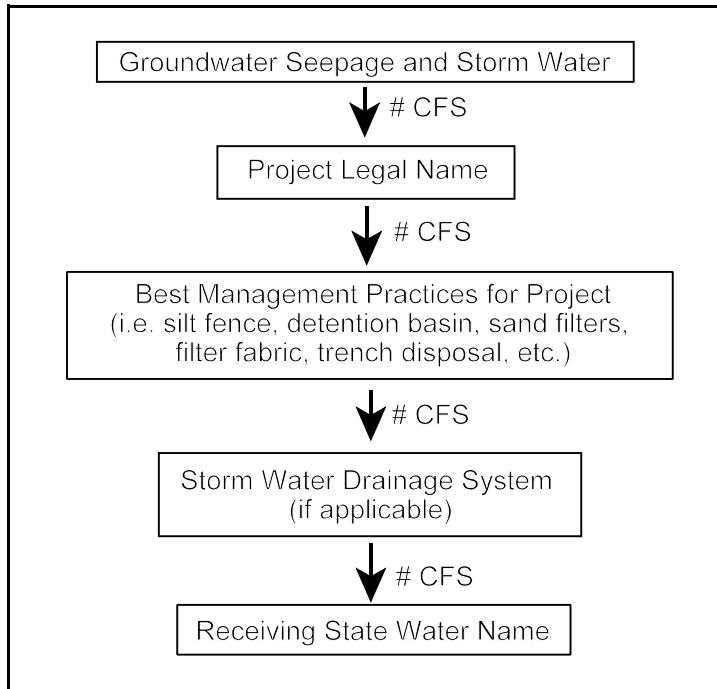 Groundwater Seepage and Storm Water
# CFS
Project Legal Name
# CFS
Best Management Practices for Project
(i.e. silt fence, detention basin, sand filters,
filter fabric, trench disposal, etc.)
# CFS
Storm Water Drainage System
(if applicable)
# CFS
Receiving State Water Name